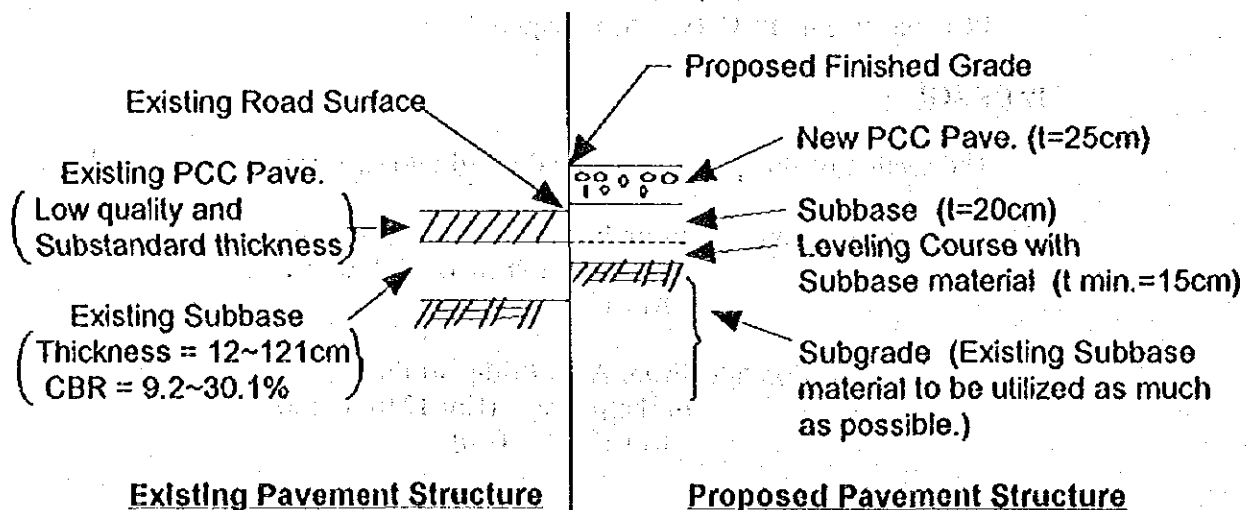 Existing Road Surface
Existing PCC Pave.
Low quality and
Substandard thickness
Existing Subbase
Thickness = 12~121cm
CBR = 9.2~30.1%
Existing Pavement Structure
Proposed Finished Grade
New PCC Pave. (t=25cm)
Subbase (t=20cm)
Leveling Course with
Subbase material (t min.=15cm)
Subgrade (Existing Subbase
material to be utilized as much
as possible.)
Proposed Pavement Structure